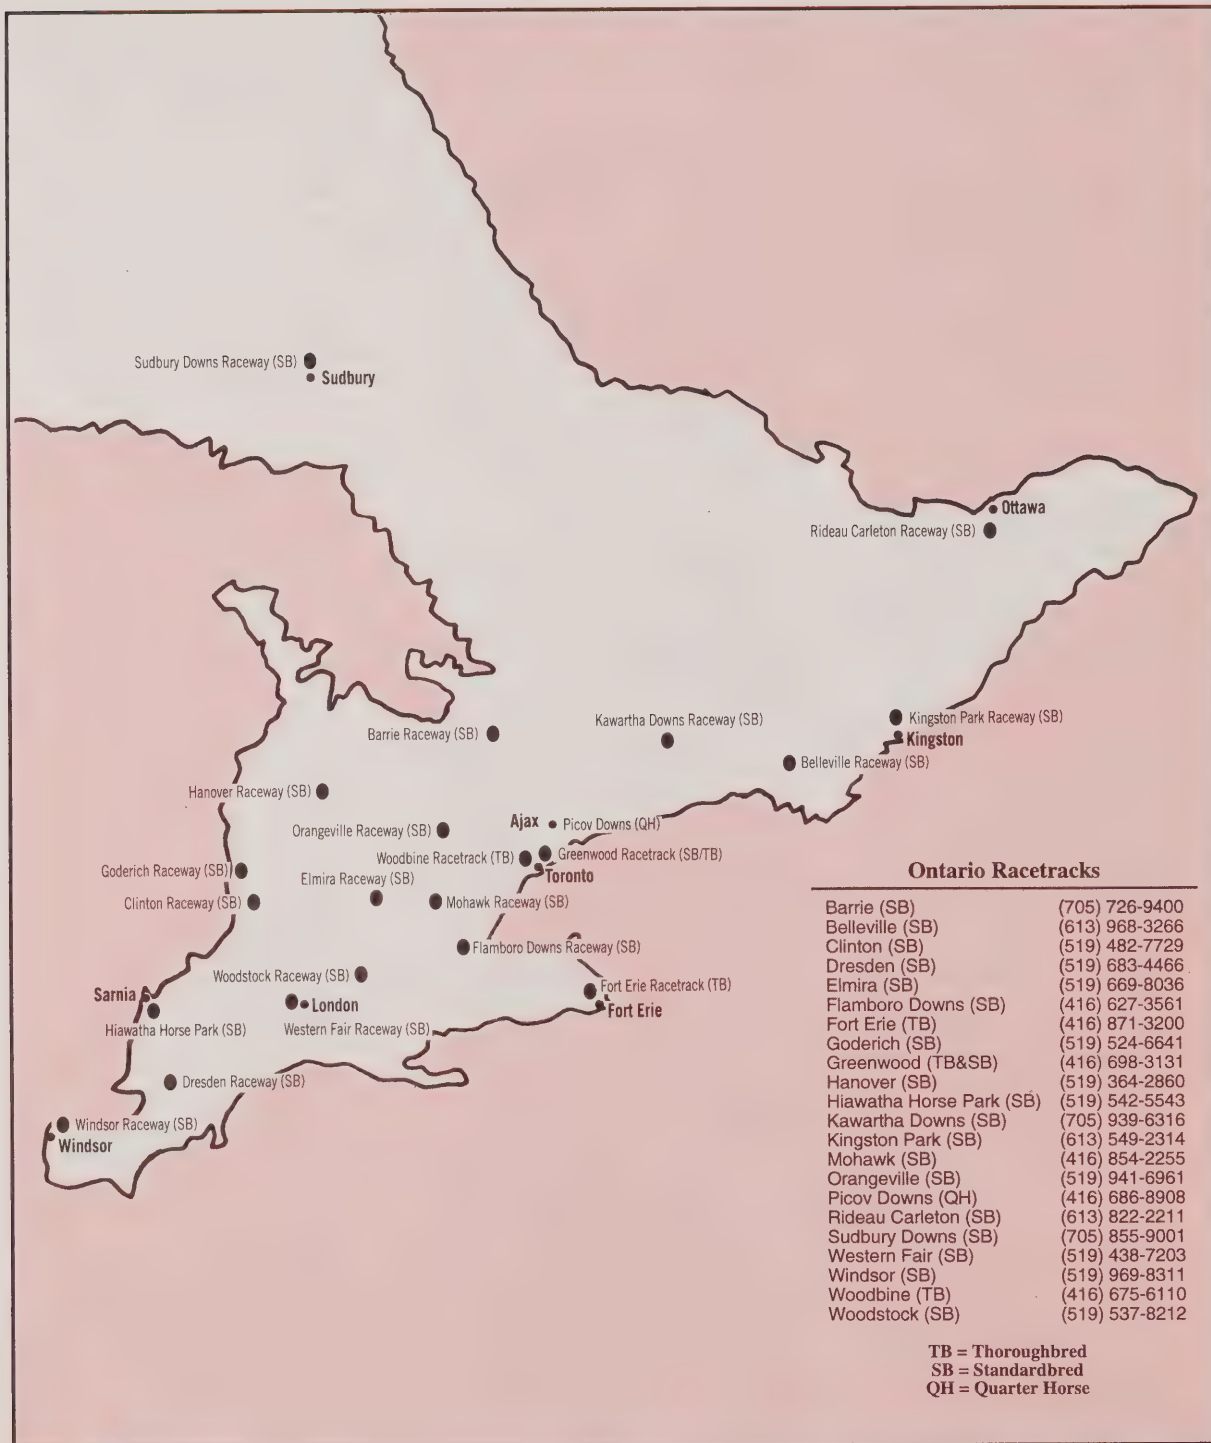 Sudbury Downs Raceway (SB)
Sudbury
Ottawa
Rideau Carleton Raceway (SB)
Kawartha Downs Raceway (SB)
Kingston Park Raceway (SB)
Kingston
Barrie Raceway (SB)
Belleville Raceway (SB)
Hanover Raceway (SB)
Ajax
Picov Downs (QH)
Orangeville Raceway (SB)
Woodbine Racetrack (TB)
Greenwood Racetrack (SB/TB)
Toronto
Goderich Raceway (SB)
Elmira Raceway (SB)
Clinton Raceway (SB)
Mohawk Raceway (SB)
Flamboro Downs Raceway (SB)
Woodstock Raceway (SB)
Fort Erie Racetrack (TB)
Sarnia
London
Fort Erie
Hiawatha Horse Park (SB)
Western Fair Raceway (SB)
Dresden Raceway (SB)
Windsor Raceway (SB)
Windsor
Ontario Racetracks
Barrie (SB) (705) 726-9400
Belleville (SB) (613) 968-3266
Clinton (SB) (519) 482-7729
Dresden (SB) (519) 683-4466
Elmira (SB) (519) 669-8036
Flamboro Downs (SB) (416) 627-3561
Fort Erie (TB) (416) 871-3200
Goderich (SB) (519) 524-6641
Greenwood (TB&SB) (416) 698-3131
Hanover (SB) (519) 364-2860
Hiawatha Horse Park (SB) (519) 542-5543
Kawartha Downs (SB) (705) 939-6316
Kingston Park (SB) (613) 549-2314
Mohawk (SB) (416) 854-2255
Orangeville (SB) (519) 941-6961
Picov Downs (QH) (416) 686-8908
Rideau Carleton (SB) (613) 822-2211
Sudbury Downs (SB) (705) 855-9001
Western Fair (SB) (519) 438-7203
Windsor (SB) (519) 969-8311
Woodbine (TB) (416) 675-6110
Woodstock (SB) (519) 537-8212
TB = Thoroughbred
SB = Standardbred
QH = Quarter Horse